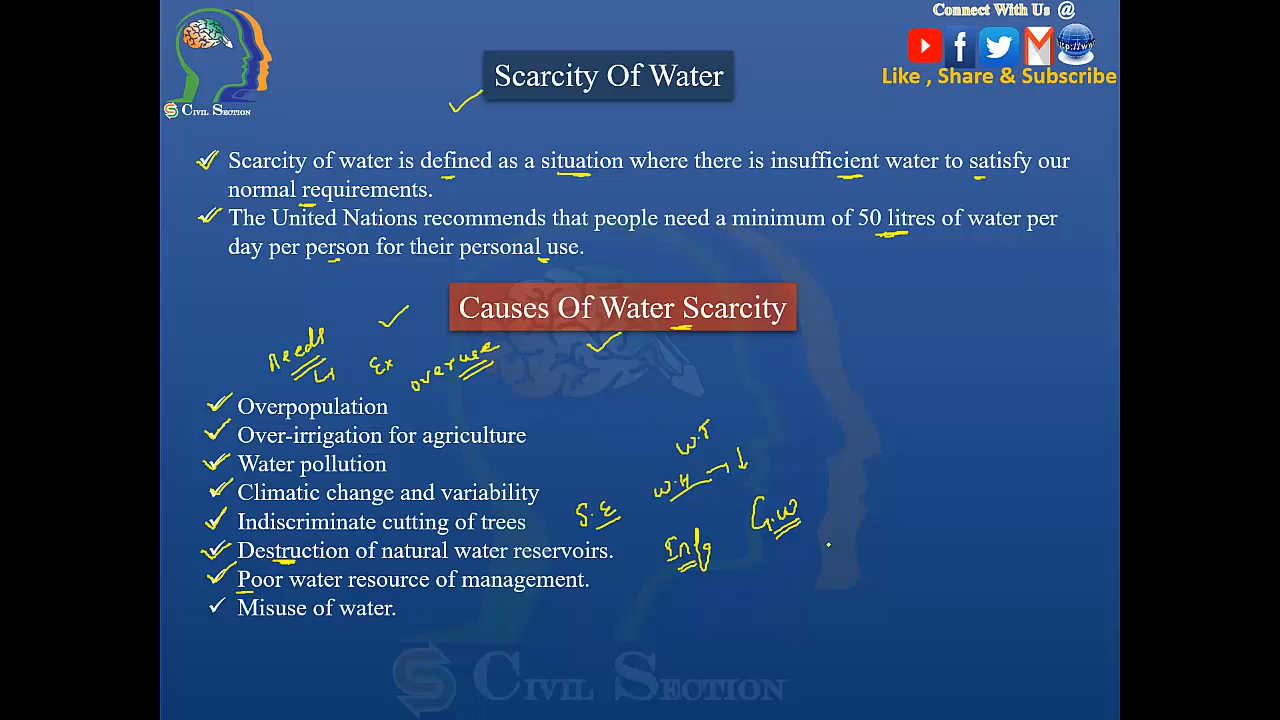 Connect With Us @
http://ww
Like , Share & Subscribe
CIVIL SECTION
Scarcity Of Water
Scarcity of water is defined as a situation where there is insufficient water to satisfy our
normal requirements.
The United Nations recommends that people need a minimum of 50 litres of water per
day per person for their personal use.
Causes Of Water Scarcity
Needs
Ex
overuse
Overpopulation
Over-irrigation for agriculture
Water pollution
Climatic change and variability
Indiscriminate cutting of trees
Destruction of natural water reservoirs.
Poor water resource of management.
Misuse of water.
W.T
W.H
S.E
G.W
CIVIL SECTION